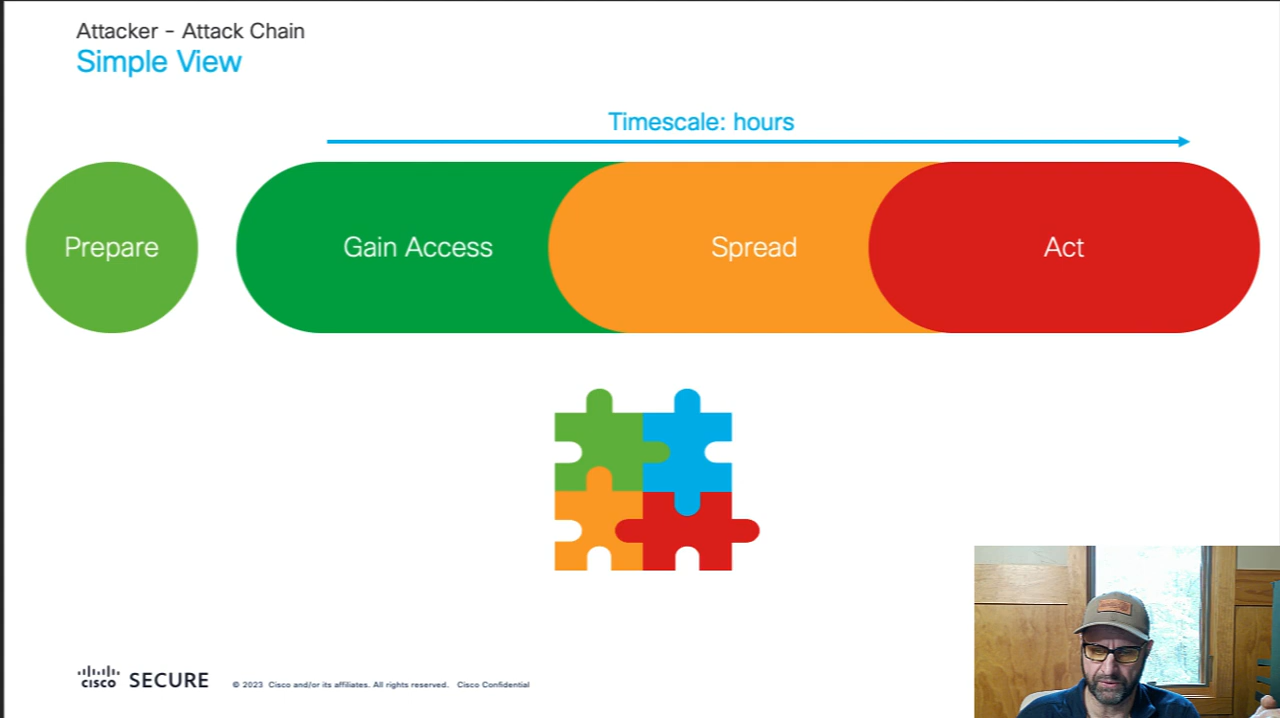 Attacker - Attack Chain
Simple View
Timescale: hours
Prepare
Gain Access
Spread
Act
CISCO SECURE
© 2023 Cisco and/or its affiliates. All rights reserved. Cisco Confidential